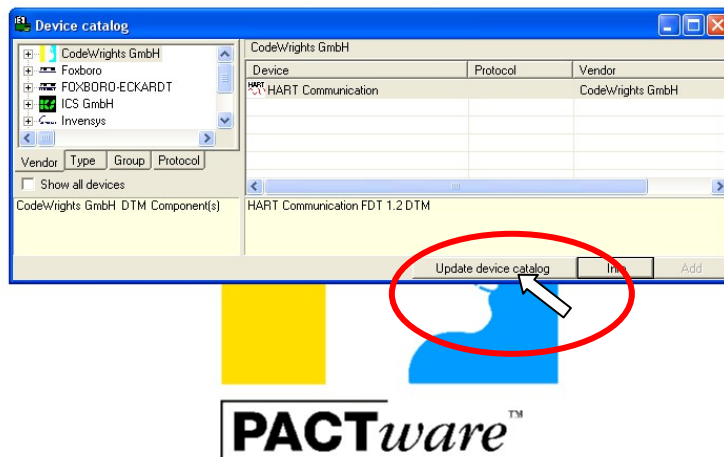 Device catalog
CodeWrights GmbH
Foxboro
FOXBORO-ECKARDT
ICS GmbH
Invensys
Vendor Type Group Protocol
Show all devices
CodeWrights GmbH DTM Component(s)
CodeWrights GmbH
Device Protocol Vendor
HART HART Communication CodeWrights GmbH
HART Communication FDT 1.2 DTM
Update device catalog Info Add
PACTware™